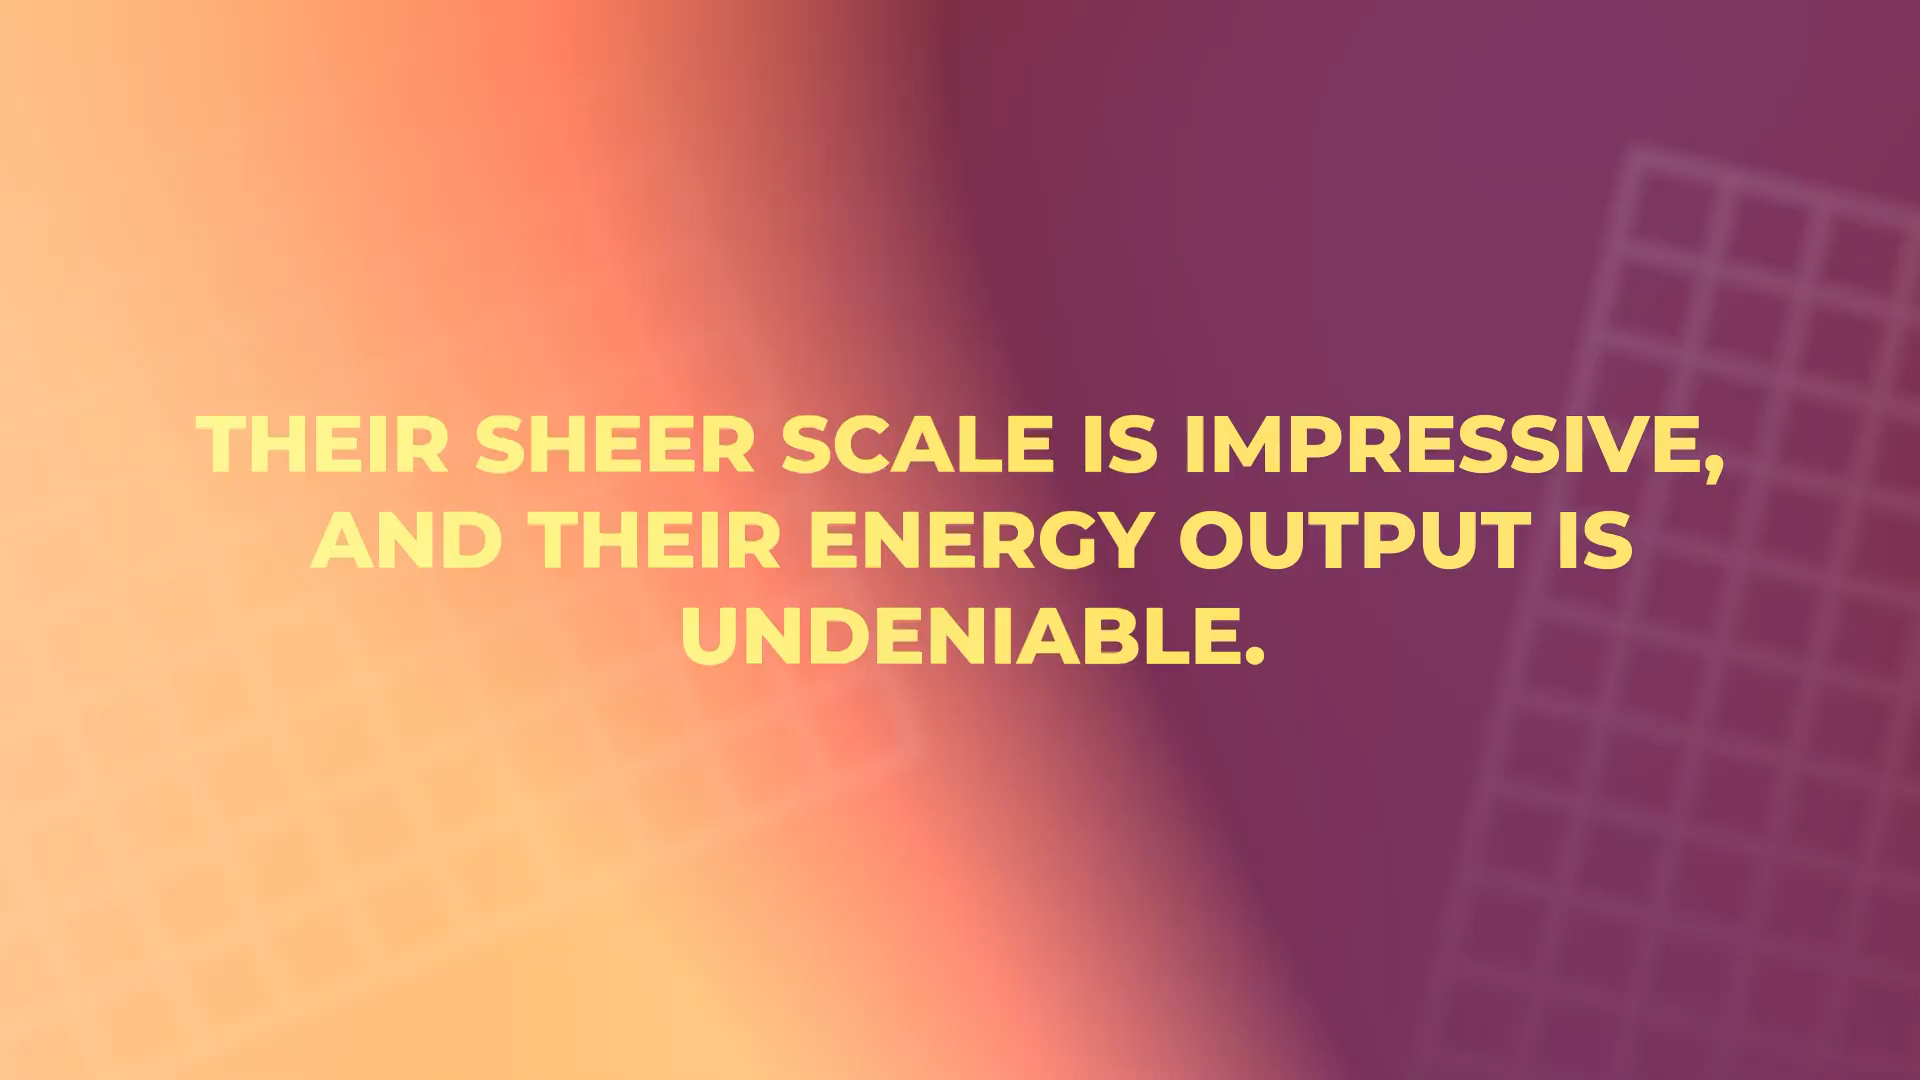 THEIR SHEER SCALE IS IMPRESSIVE,
AND THEIR ENERGY OUTPUT IS
UNDENIABLE.